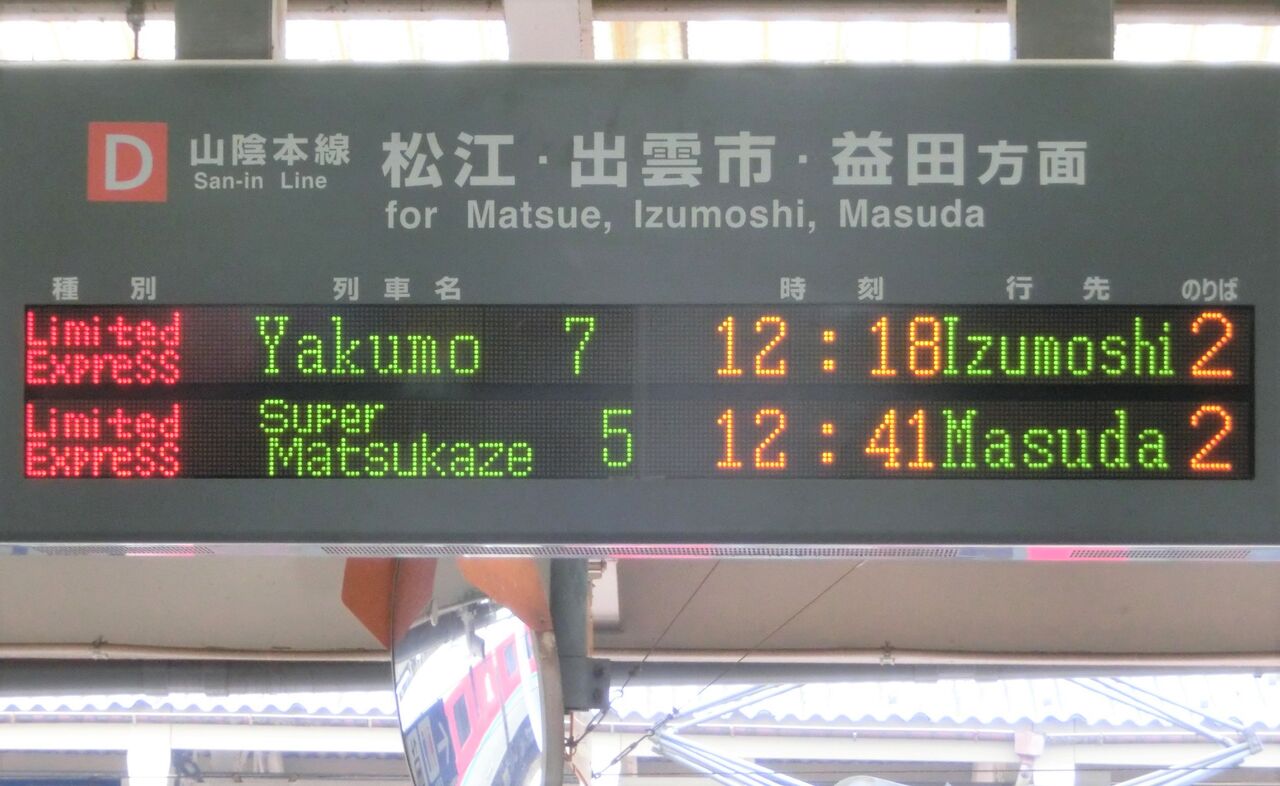 D 山陰本線 松江・出雲市・益田方面
San-in Line for Matsue, Izumoshi, Masuda
種別 列車名 時刻 行先 のりば
Limited Express Yakumo 7 12:18 Izumoshi 2
Limited Express Super Matsukaze 5 12:41 Masuda 2